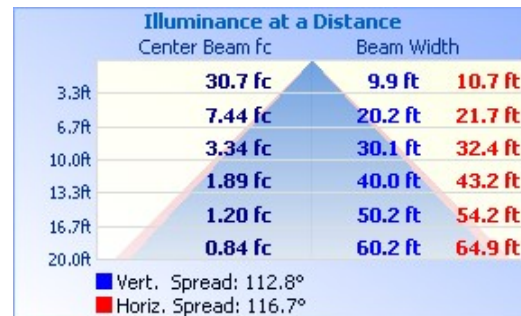 Illuminance at a Distance
Center Beam fc Beam Width
30.7 fc 9.9 ft 10.7 ft
3.3ft
7.44 fc 20.2 ft 21.7 ft
6.7ft
3.34 fc 30.1 ft 32.4 ft
10.0ft
1.89 fc 40.0 ft 43.2 ft
13.3ft
1.20 fc 50.2 ft 54.2 ft
16.7ft
0.84 fc 60.2 ft 64.9 ft
20.0ft
Vert. Spread: 112.8°
Horiz. Spread: 116.7°